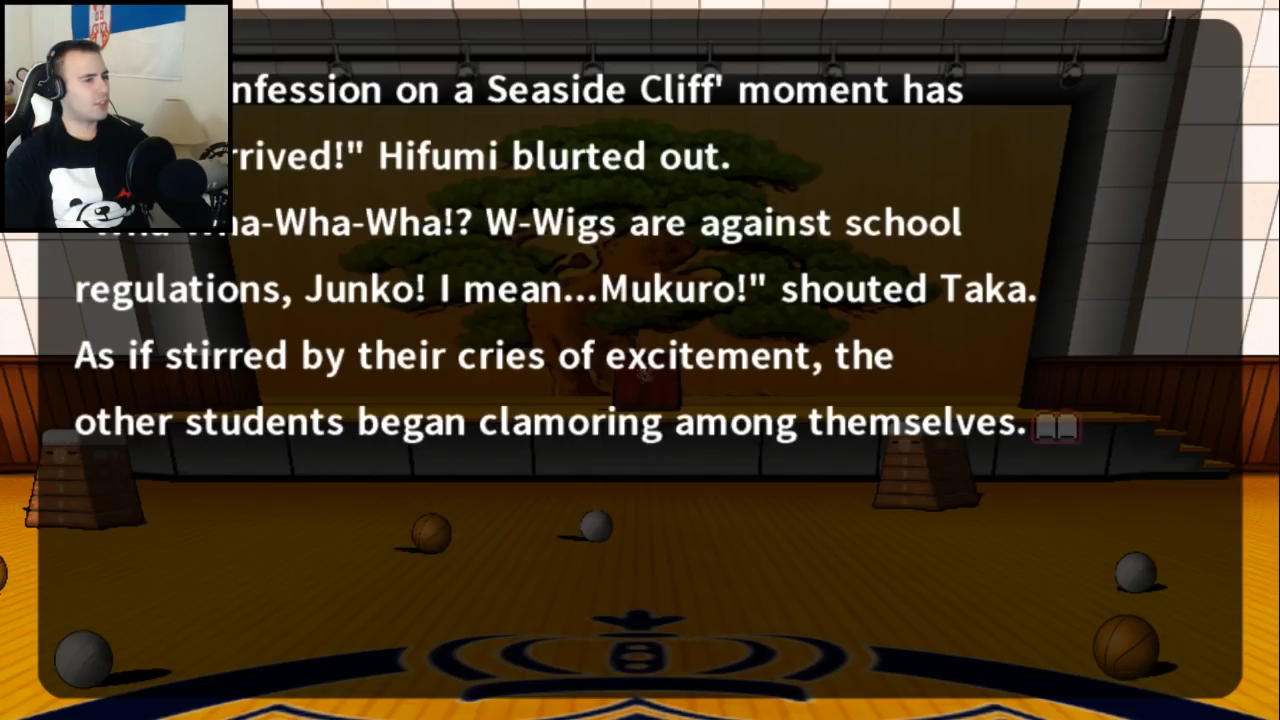 nfession on a Seaside Cliff' moment has
rrived!" Hifumi blurted out.
ha-Wha-Wha!? W-Wigs are against school
regulations, Junko! I mean...Mukuro!" shouted Taka.
As if stirred by their cries of excitement, the
other students began clamoring among themselves.